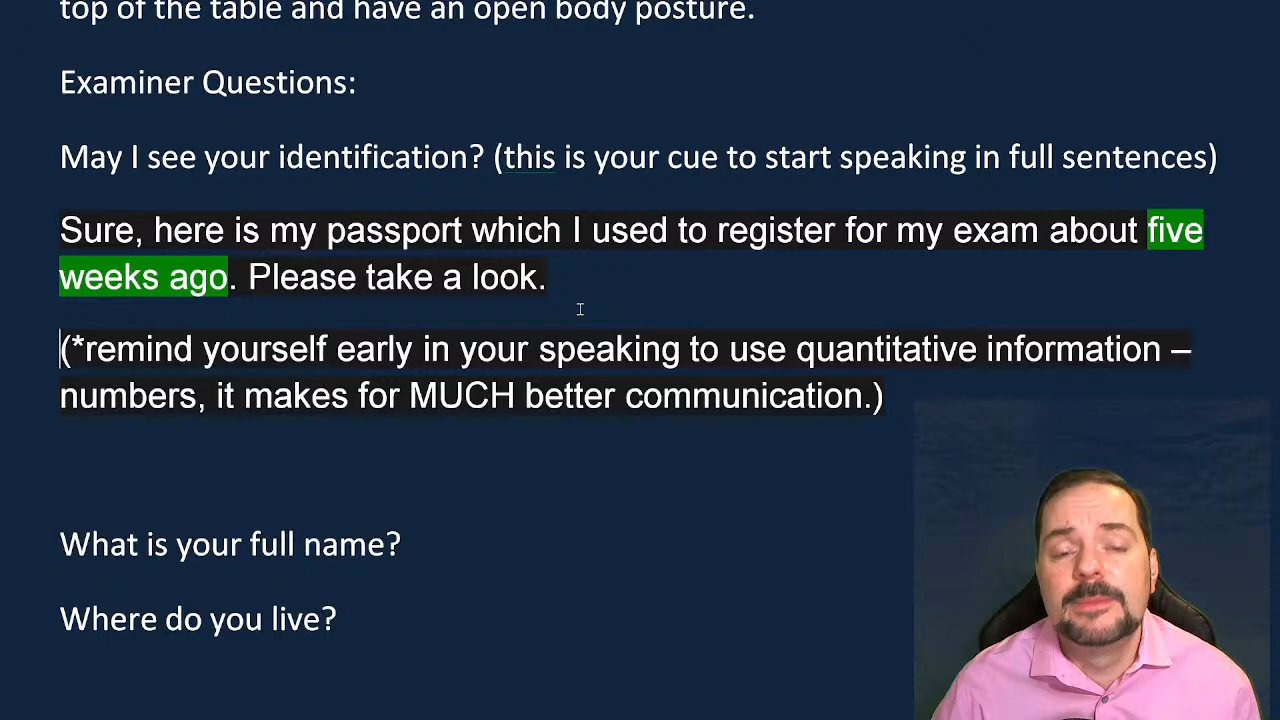 top of the table and have an open body posture.
Examiner Questions:
May I see your identification? (this is your cue to start speaking in full sentences)
Sure, here is my passport which I used to register for my exam about five
weeks ago. Please take a look.
(*remind yourself early in your speaking to use quantitative information –
numbers, it makes for MUCH better communication.)
What is your full name?
Where do you live?